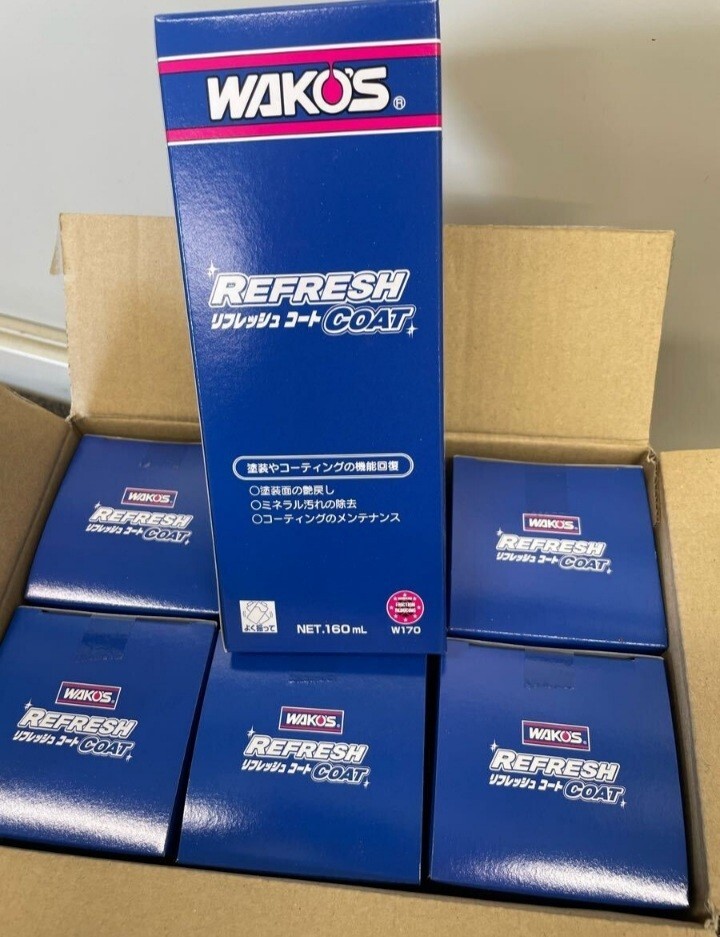 WAKO'S®
REFRESH
リフレッシュ コート COAT
塗装やコーティングの機能回復
○塗装面の艶戻し
○ミネラル汚れの除去
○コーティングのメンテナンス
よく振って
NET.160mL
W170
WAKO'S®
REFRESH
リフレッシュ コート COAT
WAKO'S®
REFRESH
リフレッシュ コート COAT
WAKO'S®
REFRESH
リフレッシュ コート COAT
WAKO'S®
REFRESH
リフレッシュ コート COAT
WAKO'S®
REFRESH
リフレッシュ コート COAT